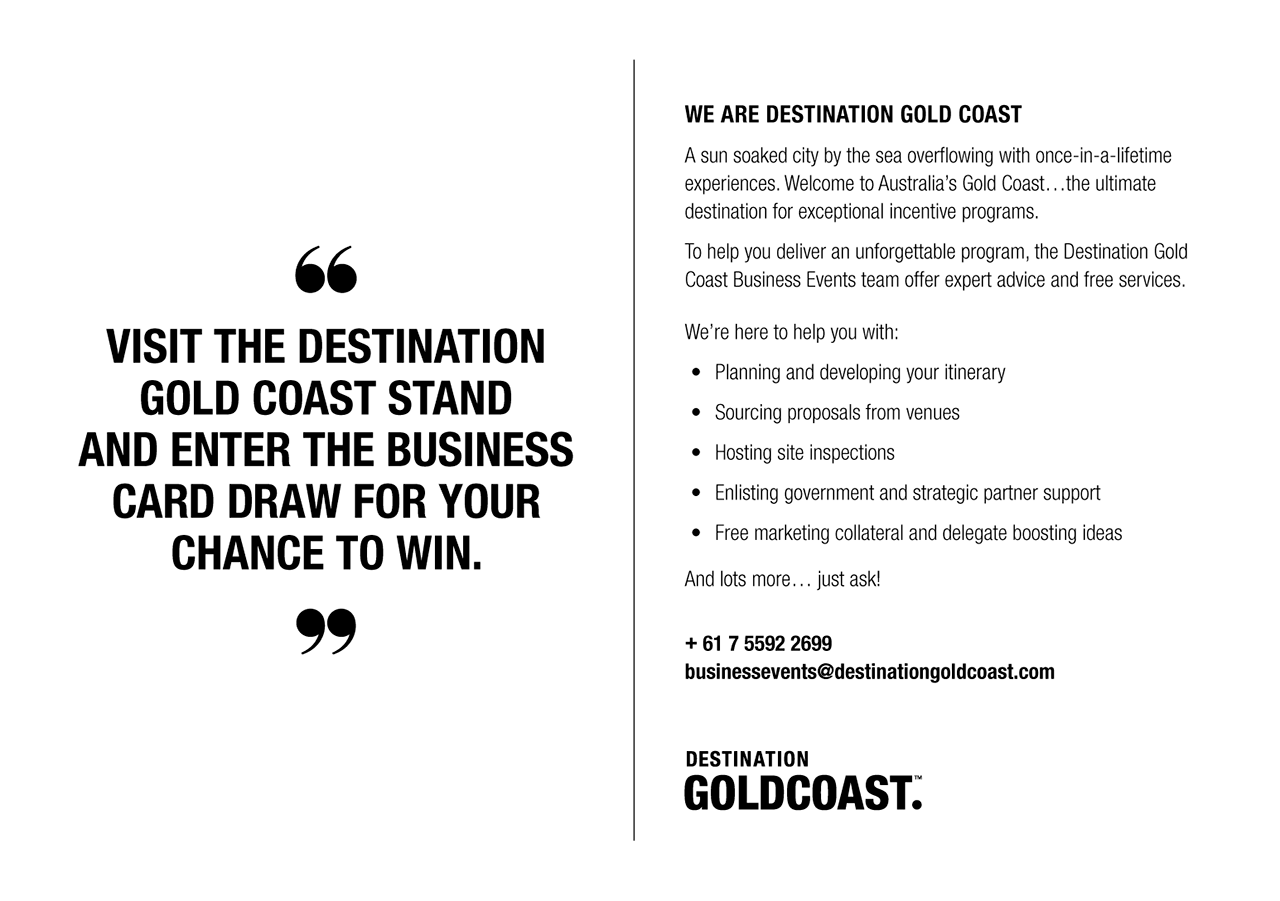 “
VISIT THE DESTINATION
GOLD COAST STAND
AND ENTER THE BUSINESS
CARD DRAW FOR YOUR
CHANCE TO WIN.
”
WE ARE DESTINATION GOLD COAST
A sun soaked city by the sea overflowing with once-in-a-lifetime
experiences. Welcome to Australia’s Gold Coast…the ultimate
destination for exceptional incentive programs.
To help you deliver an unforgettable program, the Destination Gold
Coast Business Events team offer expert advice and free services.
We’re here to help you with:
• Planning and developing your itinerary
• Sourcing proposals from venues
• Hosting site inspections
• Enlisting government and strategic partner support
• Free marketing collateral and delegate boosting ideas
And lots more… just ask!
+ 61 7 5592 2699
businessevents@destinationgoldcoast.com
DESTINATION
GOLDCOAST.™